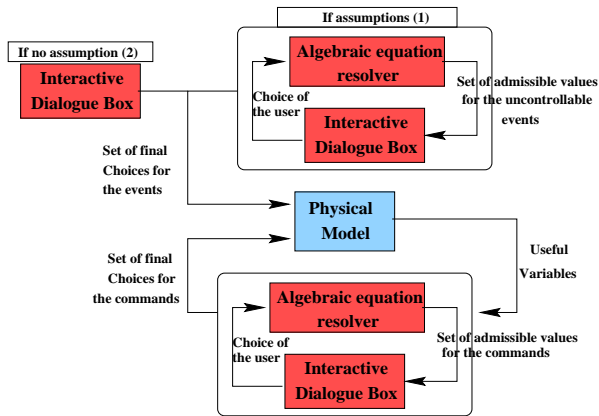 If assumptions (1)
If no assumption (2)
Interactive
Dialogue Box
Algebraic equation
resolver
Choice of
the user
Set of admissible values
for the uncontrollable
events
Interactive
Dialogue Box
Set of final
Choices for
the events
Physical
Model
Set of final
Choices for
the commands
Useful
Variables
Algebraic equation
resolver
Choice of
the user
Set of admissible values
for the commands
Interactive
Dialogue Box